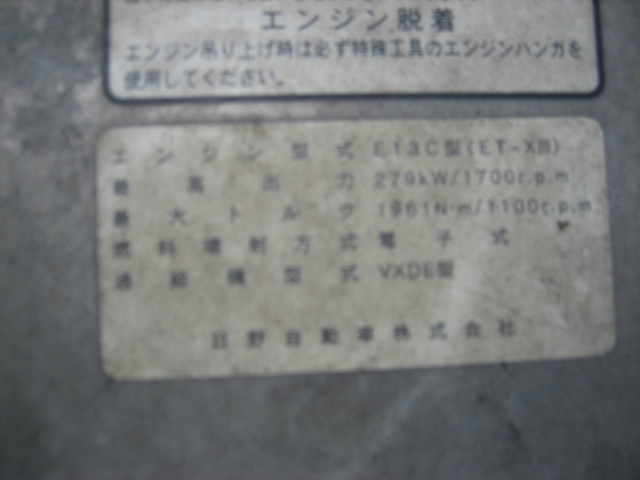 エンジン脱着
エンジン吊り上げ時は必ず特殊工具のエンジンハンガを
使用してください。
エンジン型式 E13C型(ET-XIII)
最高出力 279kW/1700r.p.m
最大トルク 1961N·m/1100r.p.m
燃料噴射方式 電子式
過給機型式 VXDE型
日野自動車株式会社